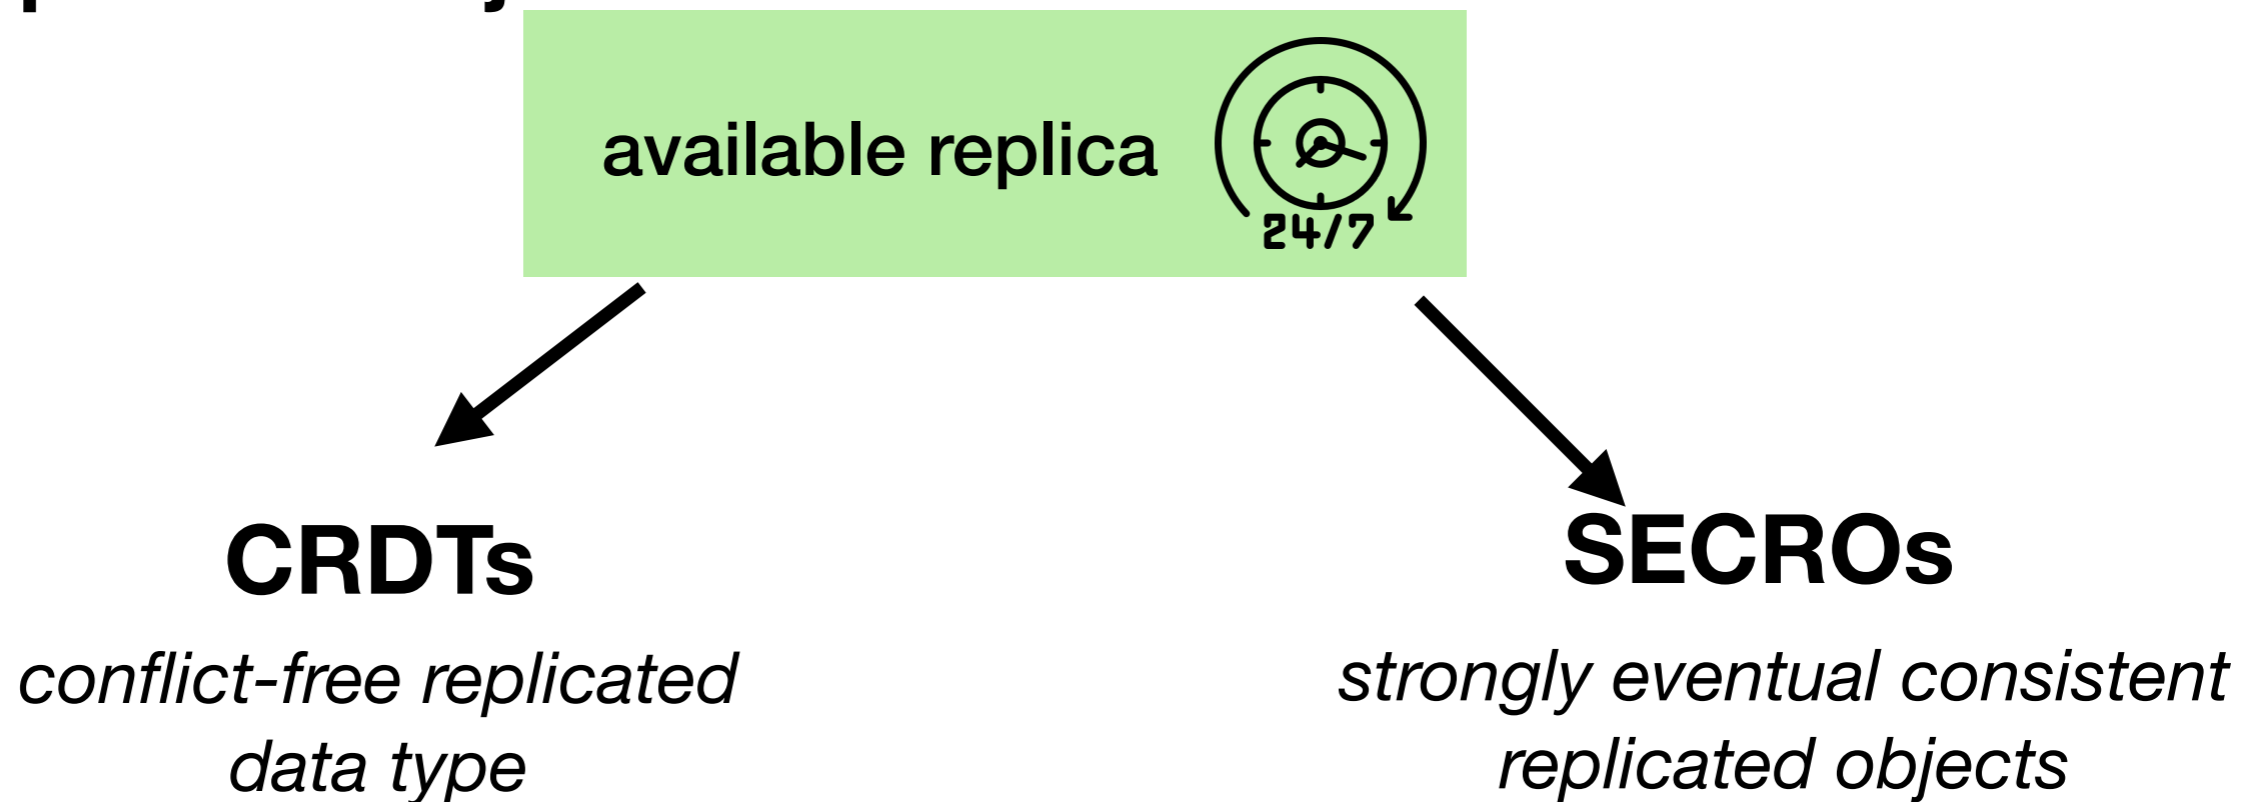 available replica
24/7
CRDTs
SECROs
conflict-free replicated
data type
strongly eventual consistent
replicated objects